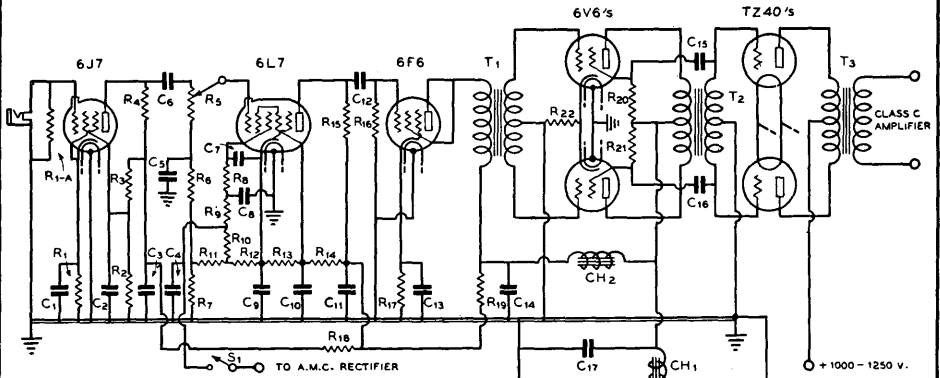 6J7
6L7
6F6
T1
6V6's
TZ40's
T3
C6
R4
R5
C12
C15
R15
R16
R22
R20
R21
T2
CLASS C
AMPLIFIER
R1-A
R3
C5
R6
C7
R8
C8
R9
R10
C16
R1
C1
C2
R2
C3
C4
R11
R12
R13
R14
CH2
R7
C9
C10
C11
R17
C13
R19
C14
R18
S1
TO A.M.C. RECTIFIER
C17
CH1
+ 1000 - 1250 V.